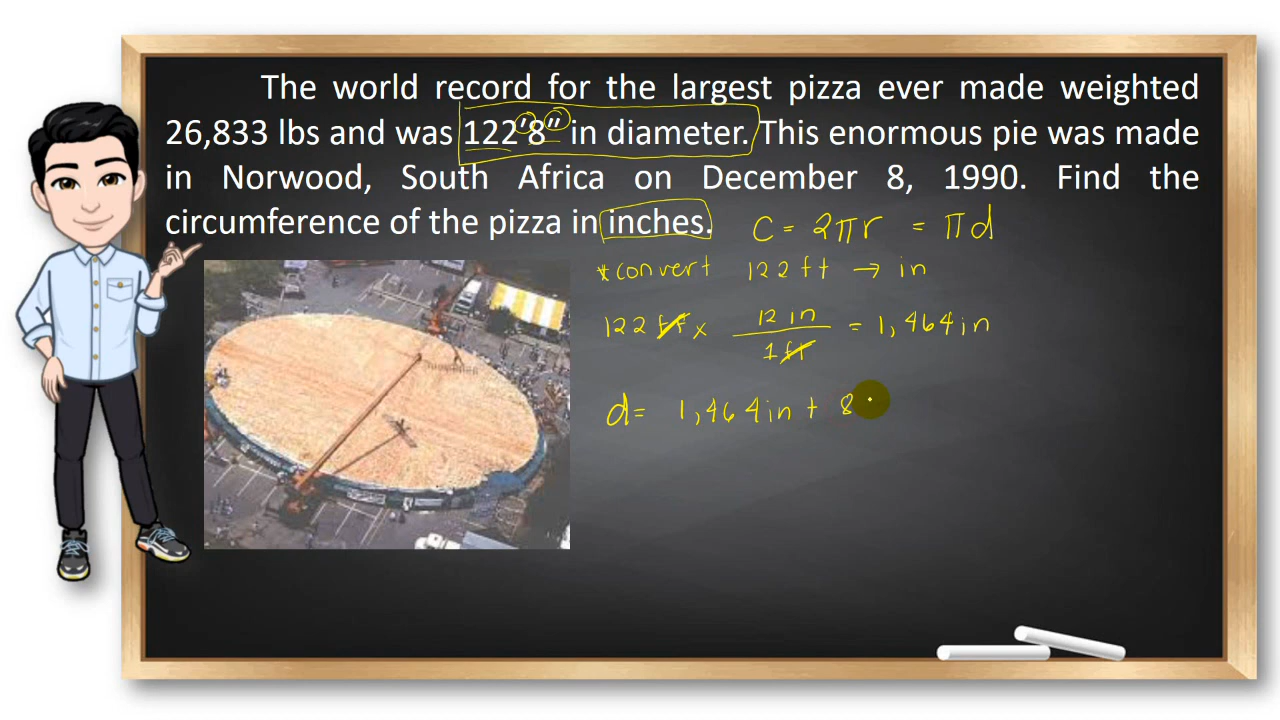 The world record for the largest pizza ever made weighted
26,833 lbs and was 122'8" in diameter. This enormous pie was made
in Norwood, South Africa on December 8, 1990. Find the
circumference of the pizza in inches.
C = 2πr = πd
*convert 122 ft → in
122 ft x 12 in / 1 ft = 1,464 in
d = 1,464 in + 8